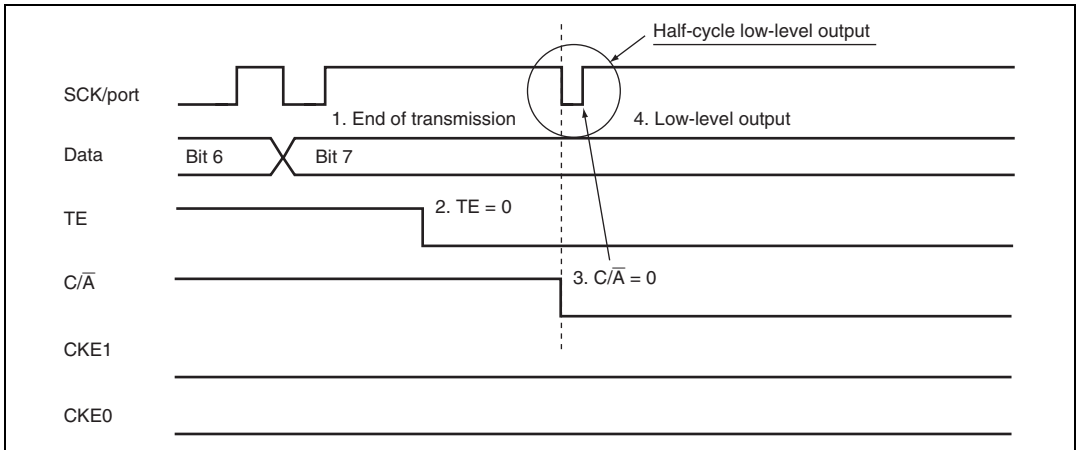 Half-cycle low-level output
SCK/port
1. End of transmission
4. Low-level output
Data
Bit 6
Bit 7
TE
2. TE = 0
C/A̅
3. C/A̅ = 0
CKE1
CKE0